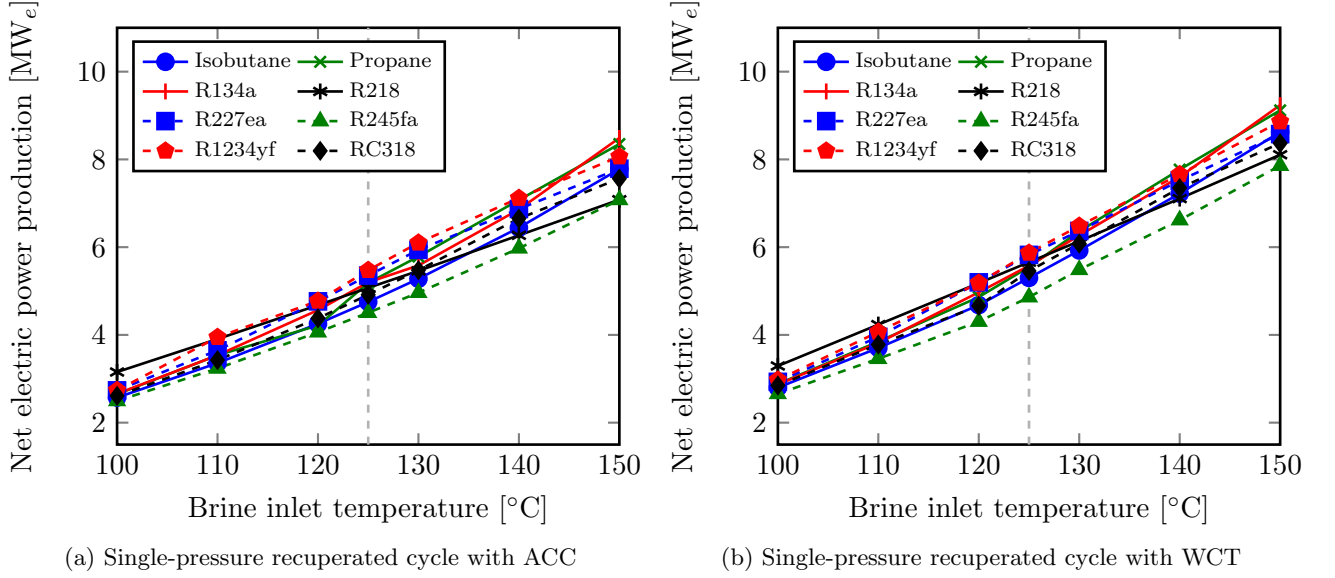 Net electric power production [MWe]
10
8
6
4
2
Isobutane Propane
R134a R218
R227ea R245fa
R1234yf RC318
100 110 120 130 140 150
Brine inlet temperature [°C]
(a) Single-pressure recuperated cycle with ACC
Net electric power production [MWe]
10
8
6
4
2
Isobutane Propane
R134a R218
R227ea R245fa
R1234yf RC318
100 110 120 130 140 150
Brine inlet temperature [°C]
(b) Single-pressure recuperated cycle with WCT